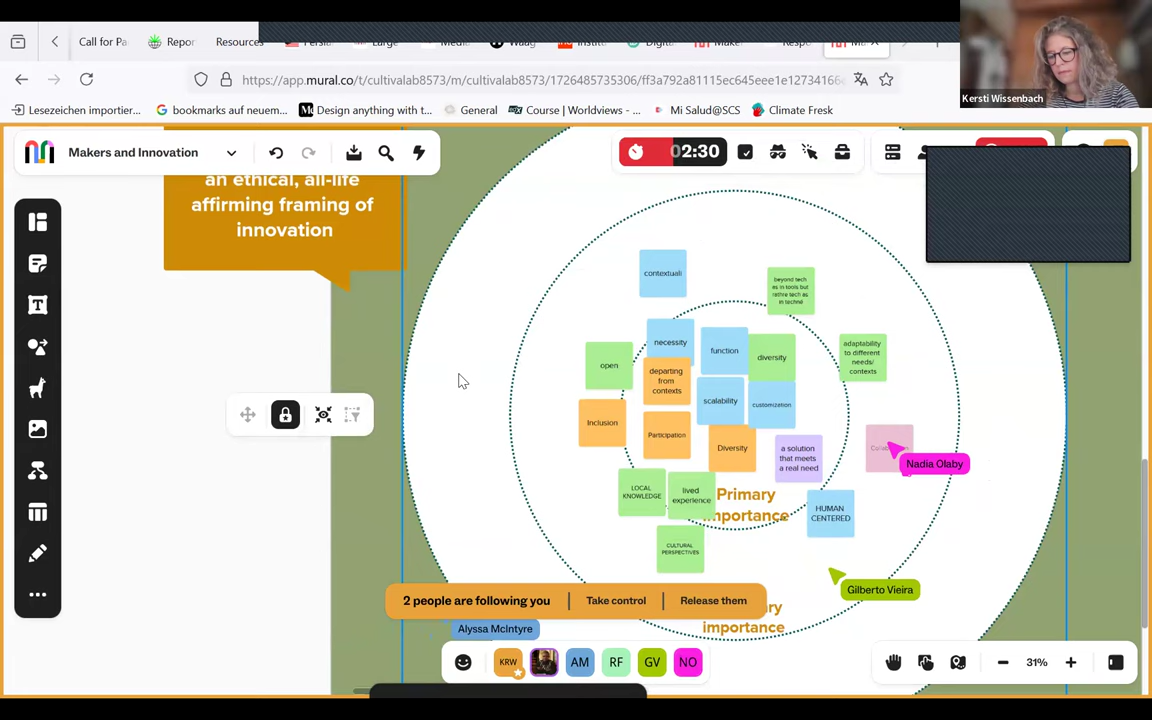 Call for Pa
Repor
Resources
https://app.mural.co/t/cultivalab8573/m/cultivalab8573/1726485735306/ff3a792a81115ec645eee1e12734166
Kersti Wissenbach
Lesezeichen importier...
bookmarks auf neuem...
Design anything with t...
General
Course | Worldviews – ...
Mi Salud@SCS
Climate Fresk
Makers and Innovation
02:30
an ethical, all-life
affirming framing of
innovation
contextuali
beyond tech
as in tools but
rathre tech as
in techné
necessity
function
diversity
adaptability
to different
needs/
contexts
open
departing
from
contexts
scalability
customization
Inclusion
Participation
Diversity
a solution
that meets
a real need
Nadia Olaby
LOCAL
KNOWLEDGE
lived
experience
Primary
importance
HUMAN
CENTERED
CULTURAL
PERSPECTIVES
Gilberto Vieira
2 people are following you
Take control
Release them
ry
importance
Alyssa McIntyre
KRW
AM
RF
GV
NO
31%